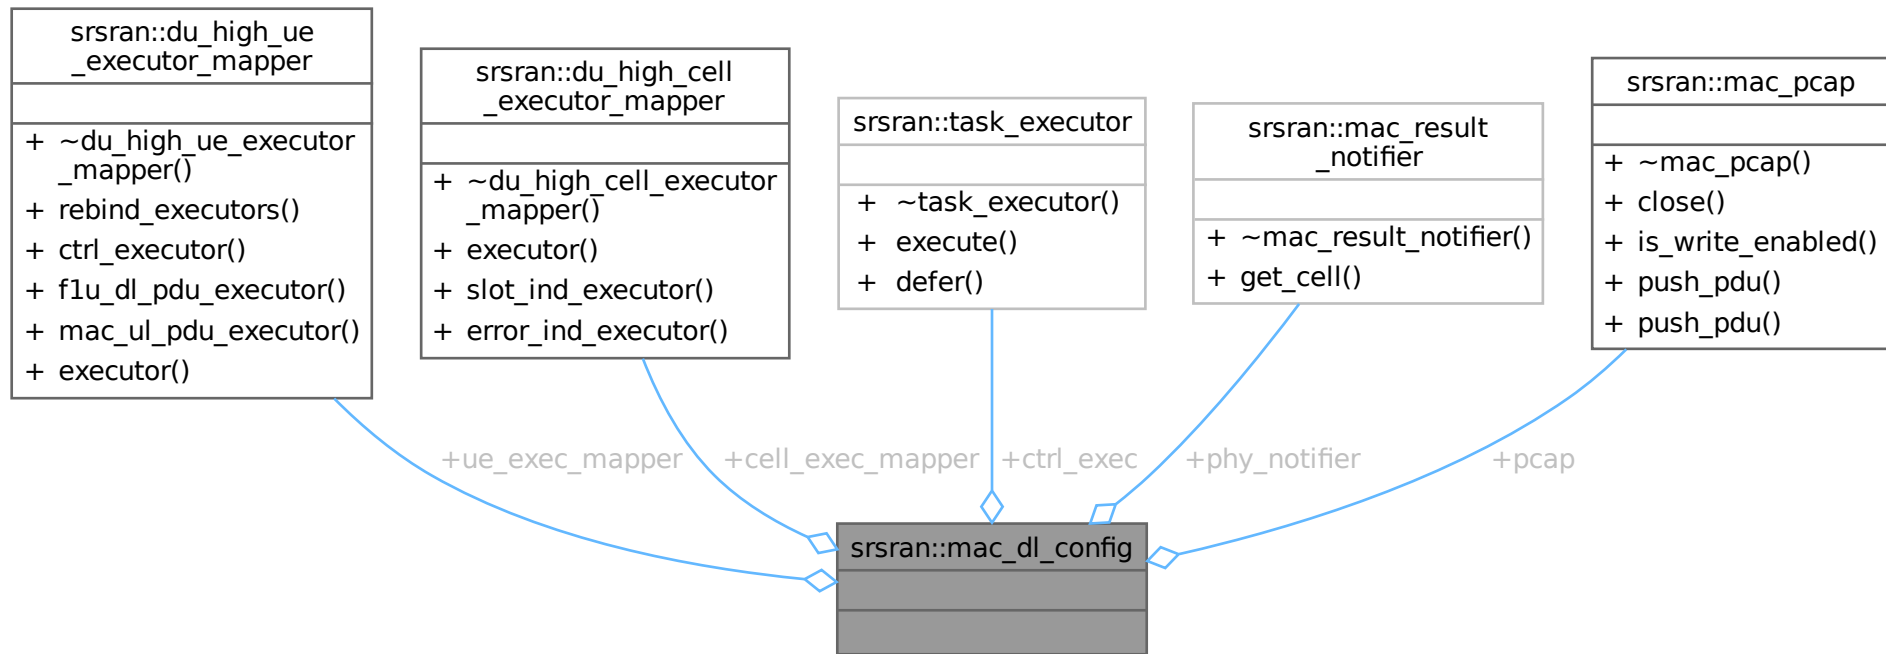 srsran::du_high_ue
_executor_mapper
+ ~du_high_ue_executor
_mapper()
+ rebind_executors()
+ ctrl_executor()
+ f1u_dl_pdu_executor()
+ mac_ul_pdu_executor()
+ executor()
srsran::du_high_cell
_executor_mapper
+ ~du_high_cell_executor
_mapper()
+ executor()
+ slot_ind_executor()
+ error_ind_executor()
srsran::task_executor
+ ~task_executor()
+ execute()
+ defer()
srsran::mac_result
_notifier
+ ~mac_result_notifier()
+ get_cell()
srsran::mac_pcap
+ ~mac_pcap()
+ close()
+ is_write_enabled()
+ push_pdu()
+ push_pdu()
+ue_exec_mapper
+cell_exec_mapper
+ctrl_exec
+phy_notifier
+pcap
srsran::mac_dl_config